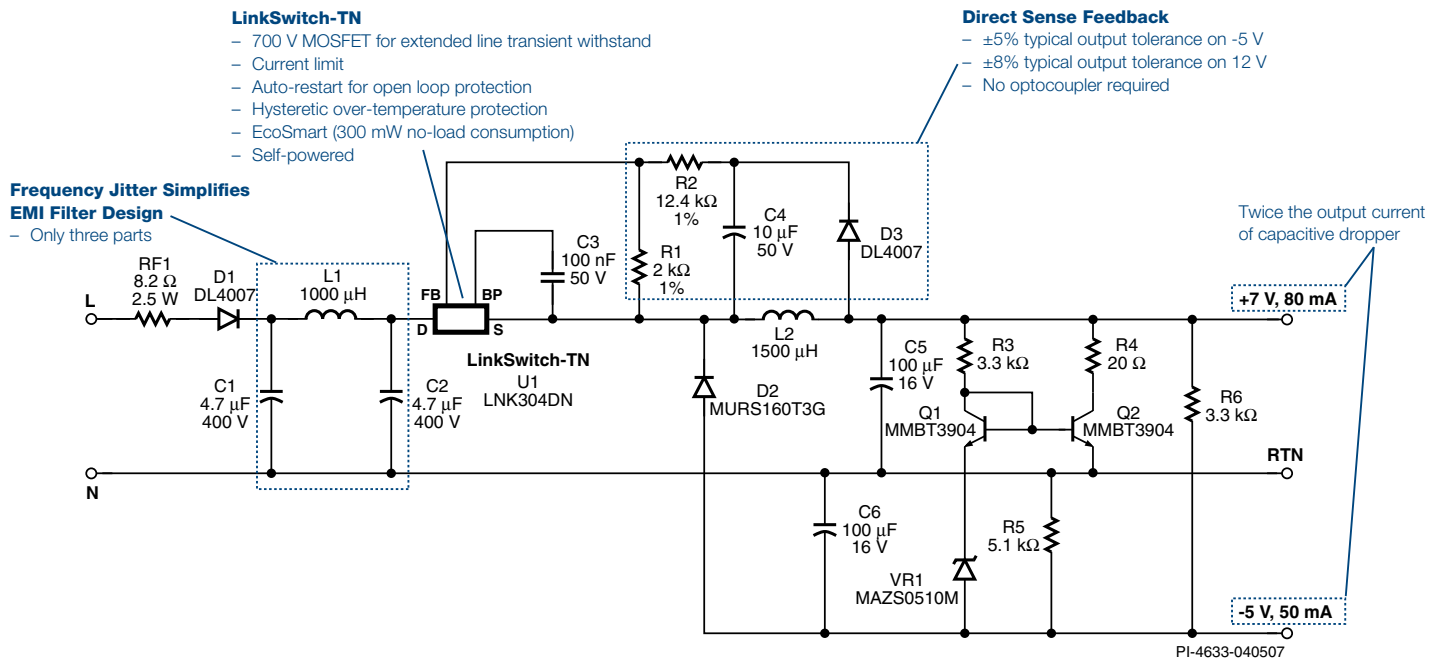 LinkSwitch-TN
– 700 V MOSFET for extended line transient withstand
– Current limit
– Auto-restart for open loop protection
– Hysteretic over-temperature protection
– EcoSmart (300 mW no-load consumption)
– Self-powered
Direct Sense Feedback
– ±5% typical output tolerance on -5 V
– ±8% typical output tolerance on 12 V
– No optocoupler required
Frequency Jitter Simplifies
EMI Filter Design
– Only three parts
Twice the output current
of capacitive dropper
RF1
8.2 Ω
2.5 W
D1
DL4007
L1
1000 µH
L
N
C1
4.7 µF
400 V
C2
4.7 µF
400 V
FB
BP
D
S
LinkSwitch-TN
U1
LNK304DN
C3
100 nF
50 V
R1
2 kΩ
1%
R2
12.4 kΩ
1%
C4
10 µF
50 V
D3
DL4007
L2
1500 µH
D2
MURS160T3G
C5
100 µF
16 V
R3
3.3 kΩ
R4
20 Ω
Q1
MMBT3904
Q2
MMBT3904
R6
3.3 kΩ
+7 V, 80 mA
RTN
C6
100 µF
16 V
R5
5.1 kΩ
VR1
MAZS0510M
-5 V, 50 mA
PI-4633-040507